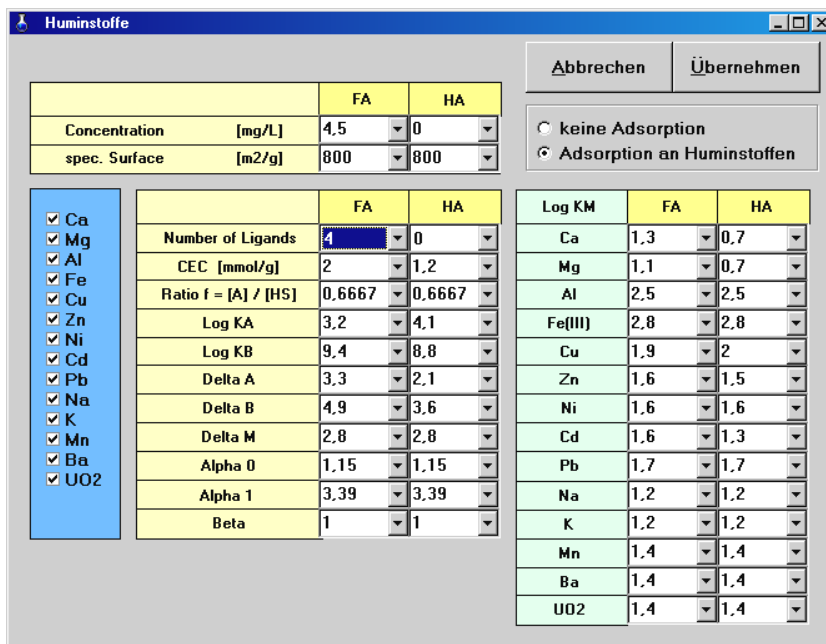 Huminstoffe
Abbrechen Übernehmen
FA HA
Concentration [mg/L] 4,5 0
spec. Surface [m2/g] 800 800
keine Adsorption
Adsorption an Huminstoffen
Ca
Mg
Al
Fe
Cu
Zn
Ni
Cd
Pb
Na
K
Mn
Ba
UO2
FA HA
Number of Ligands 4 0
CEC [mmol/g] 2 1,2
Ratio f = [A] / [HS] 0,6667 0,6667
Log KA 3,2 4,1
Log KB 9,4 8,8
Delta A 3,3 2,1
Delta B 4,9 3,6
Delta M 2,8 2,8
Alpha 0 1,15 1,15
Alpha 1 3,39 3,39
Beta 1 1
Log KM FA HA
Ca 1,3 0,7
Mg 1,1 0,7
Al 2,5 2,5
Fe(III) 2,8 2,8
Cu 1,9 2
Zn 1,6 1,5
Ni 1,6 1,6
Cd 1,6 1,3
Pb 1,7 1,7
Na 1,2 1,2
K 1,2 1,2
Mn 1,4 1,4
Ba 1,4 1,4
UO2 1,4 1,4